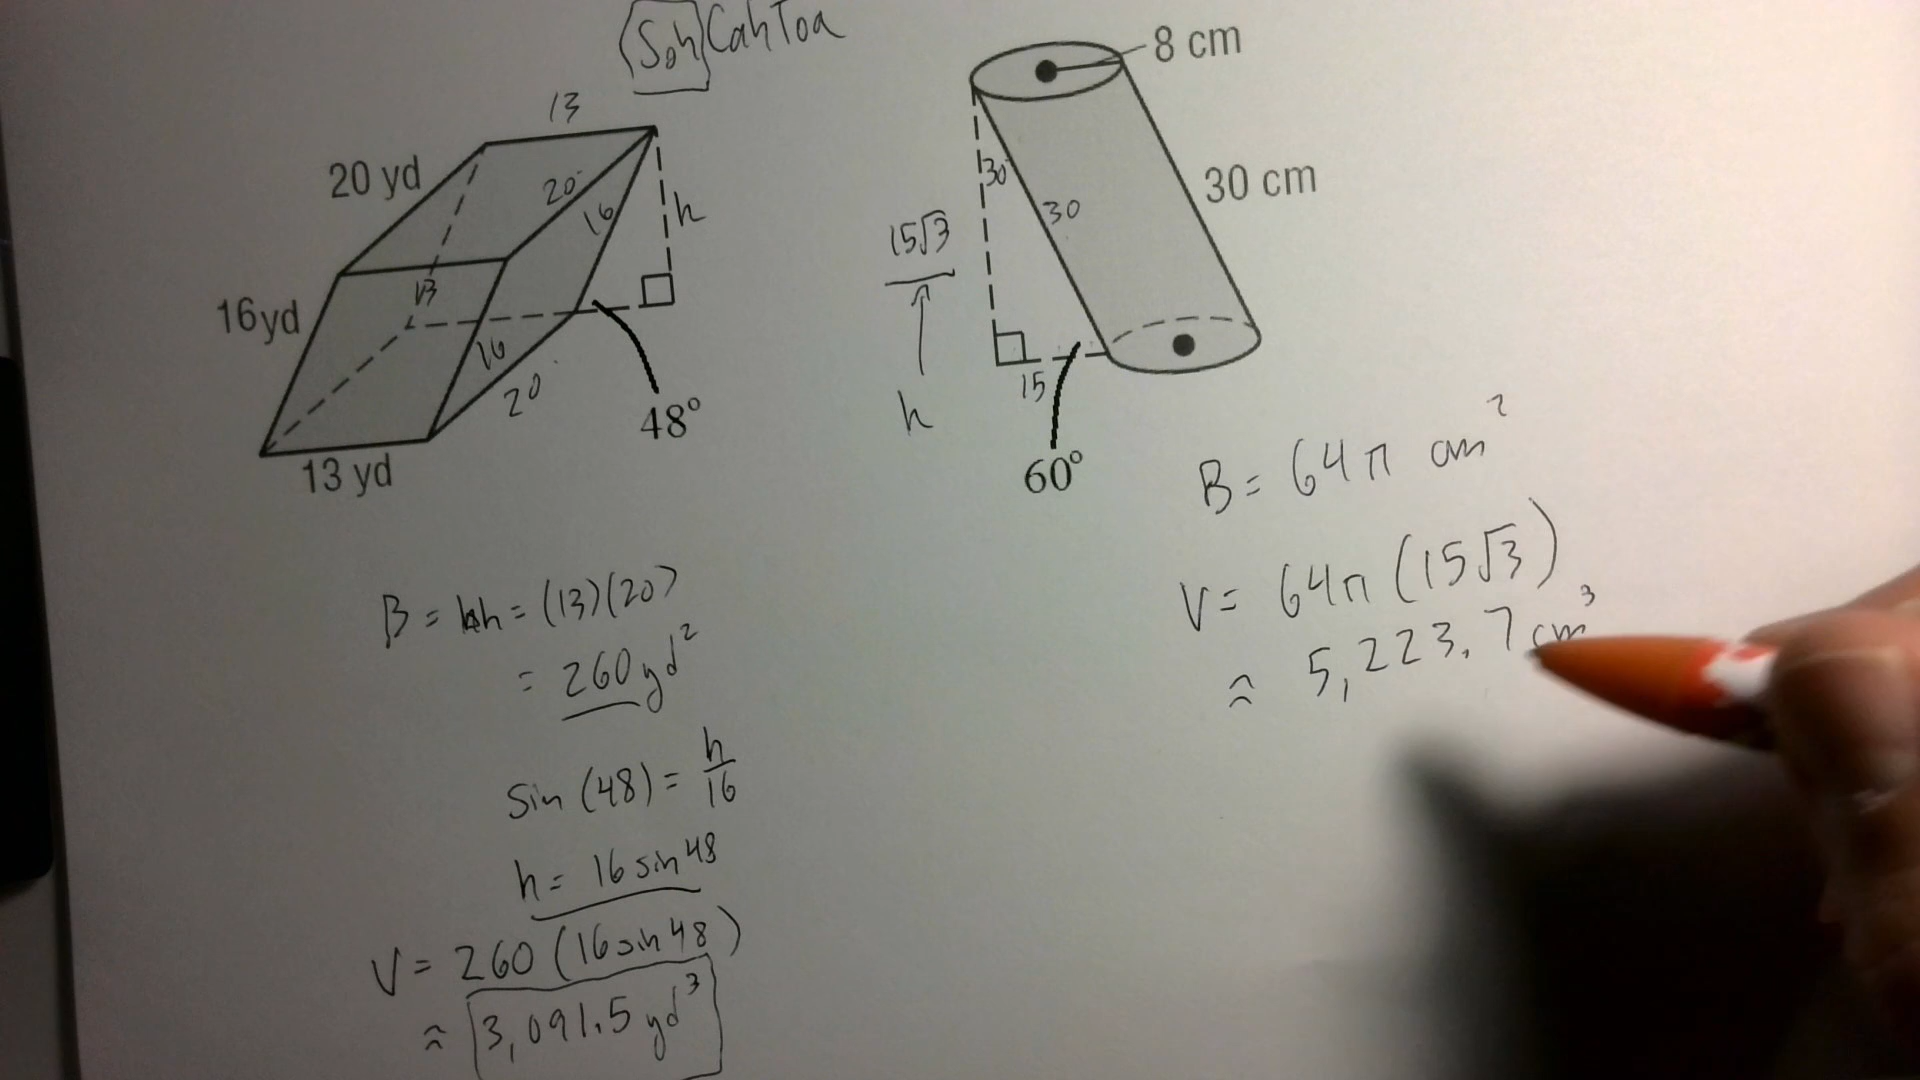 (Soh) CahToa
13
20 yd
20
16
h
16yd
13
16
20
48°
13 yd
8 cm
30
30
30 cm
15√3
h
15
60°
B = bh = (13)(20)
= 260 yd²
sin (48) = h/16
h = 16 sin 48
V = 260 (16 sin 48)
≈ 3,091.5 yd³
B = 64π cm²
V = 64π (15√3)
≈ 5,223.7 cm³